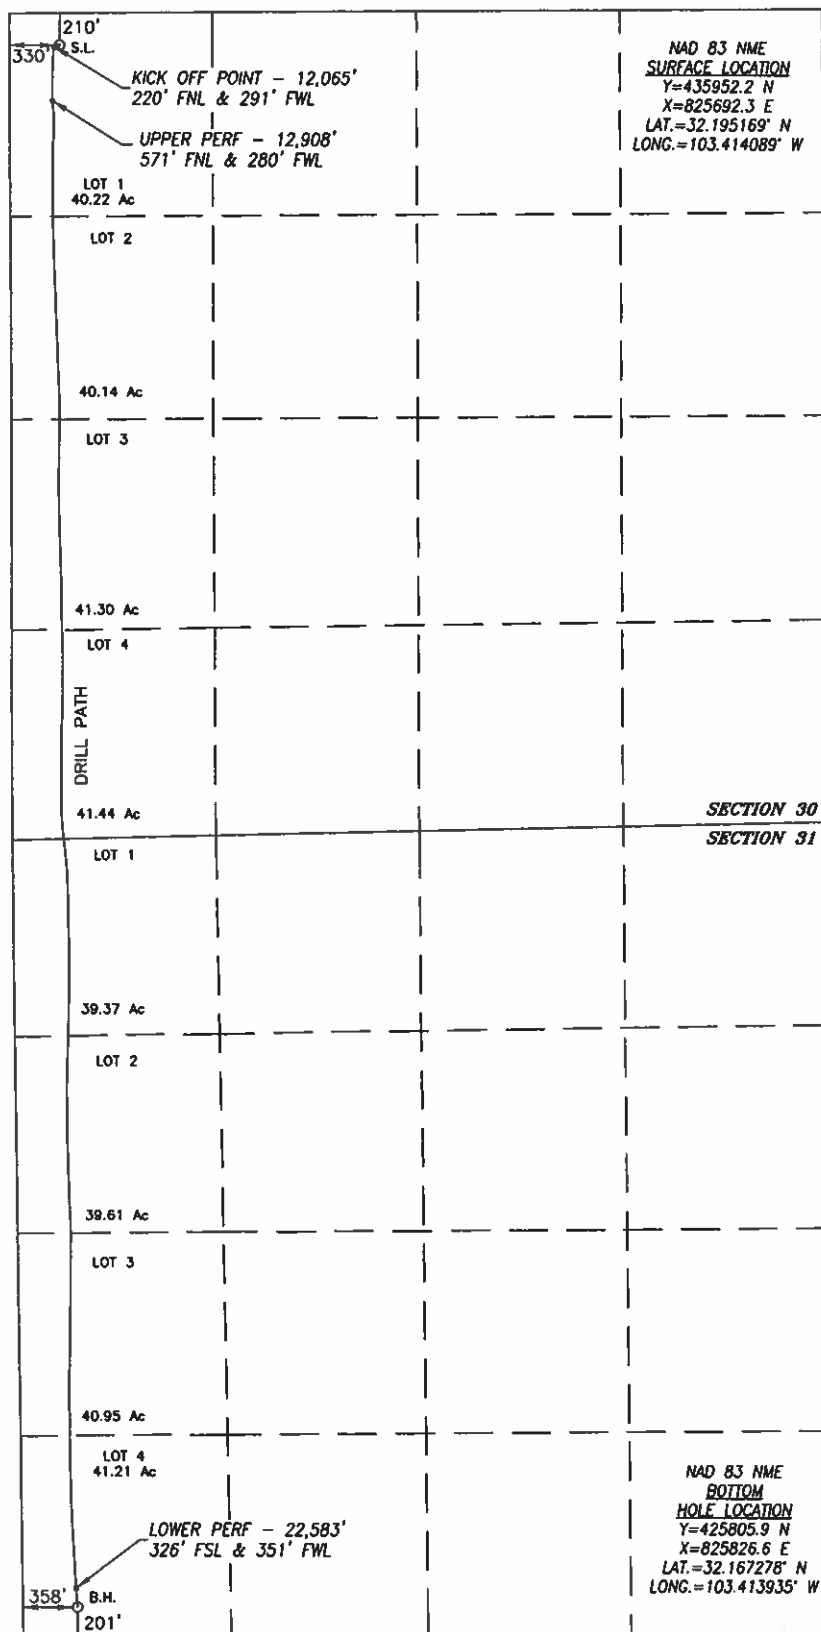 210'
330'
S.L.
KICK OFF POINT - 12,065'
220' FNL & 291' FWL
UPPER PERF - 12,908'
571' FNL & 280' FWL
NAD 83 NME
SURFACE LOCATION
Y=435952.2 N
X=825692.3 E
LAT.=32.195169° N
LONG.=103.414089° W
LOT 1
40.22 Ac
LOT 2
40.14 Ac
LOT 3
41.30 Ac
LOT 4
DRILL PATH
41.44 Ac
SECTION 30
SECTION 31
LOT 1
39.37 Ac
LOT 2
39.61 Ac
LOT 3
40.95 Ac
LOT 4
41.21 Ac
NAD 83 NME
BOTTOM
HOLE LOCATION
Y=425805.9 N
X=825826.6 E
LAT.=32.167278° N
LONG.=103.413935° W
LOWER PERF - 22,583'
326' FSL & 351' FWL
358'
B.H.
201'